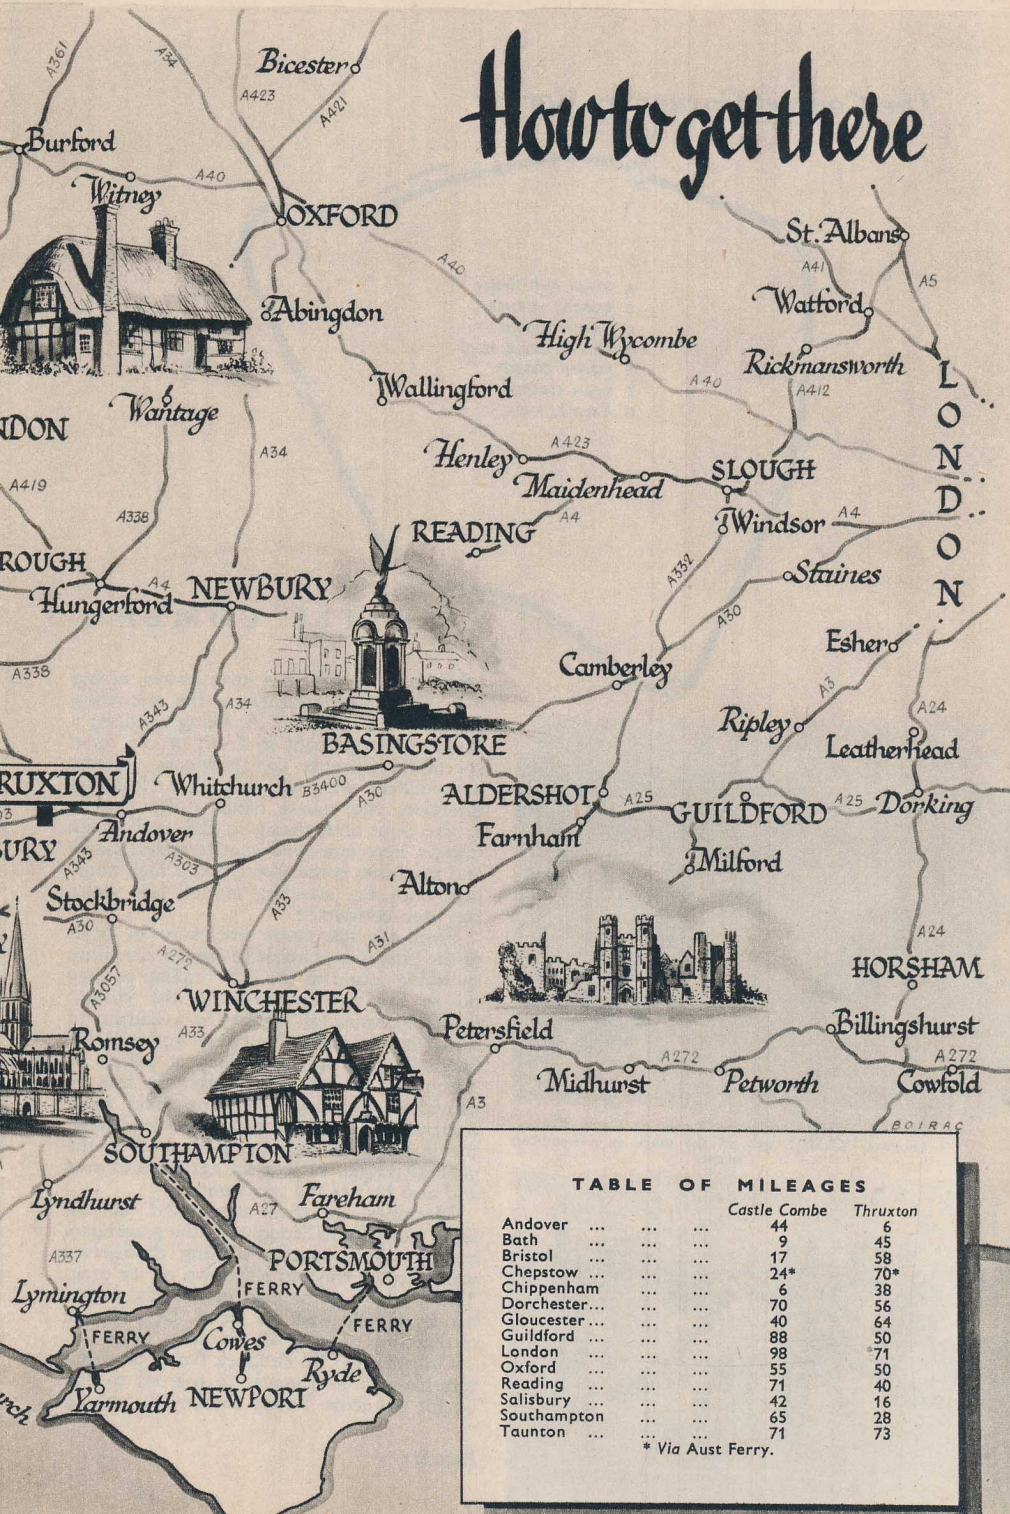 How to get there
A361
A34
Bicester
A423
A421
Burford
Witney
A40
OXFORD
St. Albans
A40
A41
A5
Abingdon
Watford
High Wycombe
Rickmansworth
Wallingford
A40
A412
Wantage
LONDON
NDON
A34
Henley
A423
SLOUGH
A419
Maidenhead
A338
READING
A4
Windsor
A4
ROUGH
A4
NEWBURY
A332
Staines
Hungerford
A30
Esher
A338
Camberley
A3
A343
A34
Ripley
A24
BASINGSTOKE
Leatherhead
RUXTON
Whitchurch
B3400
A30
ALDERSHOT
A25
GUILDFORD
A25
Dorking
03
Andover
Farnham
BURY
A343
A303
Milford
Alton
Stockbridge
A33
A30
A31
A24
A272
HORSHAM
A3057
WINCHESTER
Romsey
A33
Petersfield
Billingshurst
A272
A272
Midhurst
Petworth
Cowfold
A3
BOIRAC
SOUTHAMPTON
Lyndhurst
A27
Fareham
A337
PORTSMOUTH
Lymington
FERRY
FERRY
FERRY
Cowes
Ryde
Yarmouth
NEWPORT
TABLE OF MILEAGES
Castle Combe Thruxton
Andover ... ... ... 44 6
Bath ... ... ... 9 45
Bristol ... ... ... 17 58
Chepstow ... ... ... 24* 70*
Chippenham ... ... 6 38
Dorchester... ... ... 70 56
Gloucester... ... ... 40 64
Guildford ... ... ... 88 50
London ... ... ... 98 71
Oxford ... ... ... 55 50
Reading ... ... ... 71 40
Salisbury ... ... ... 42 16
Southampton ... ... 65 28
Taunton ... ... ... 71 73
* Via Aust Ferry.